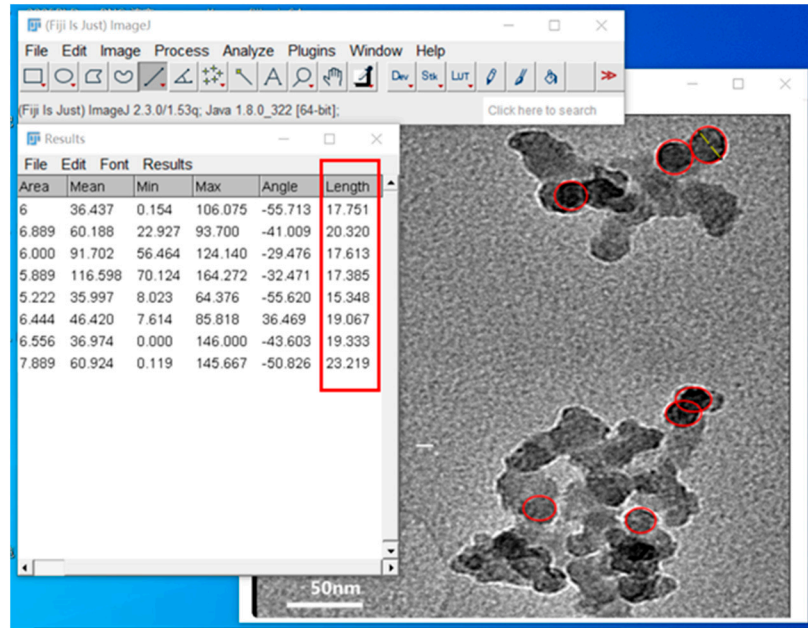 (Fiji Is Just) ImageJ
File Edit Image Process Analyze Plugins Window Help
Dev Stk LUT
(Fiji Is Just) ImageJ 2.3.0/1.53q; Java 1.8.0_322 [64-bit];
Click here to search
Results
File Edit Font Results
Area Mean Min Max Angle Length
6 36.437 0.154 106.075 -55.713 17.751
6.889 60.188 22.927 93.700 -41.009 20.320
6.000 91.702 56.464 124.140 -29.476 17.613
5.889 116.598 70.124 164.272 -32.471 17.385
5.222 35.997 8.023 64.376 -55.620 15.348
6.444 46.420 7.614 85.818 36.469 19.067
6.556 36.974 0.000 146.000 -43.603 19.333
7.889 60.924 0.119 145.667 -50.826 23.219
50nm